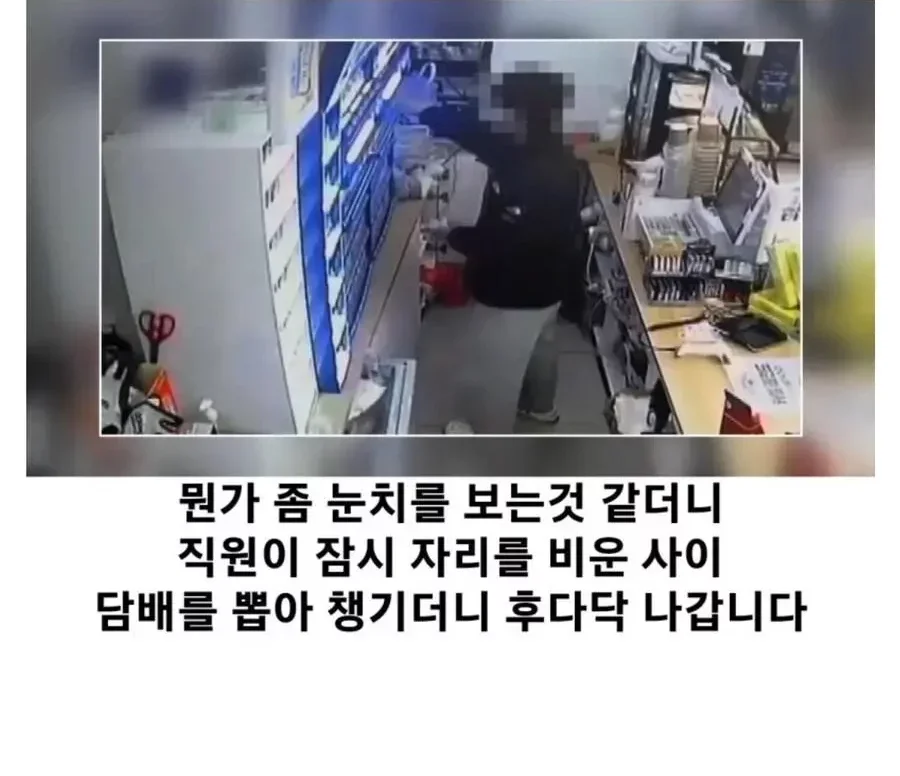 뭔가 좀 눈치를 보는것 같더니
직원이 잠시 자리를 비운 사이
담배를 뽑아 챙기더니 후다닥 나갑니다